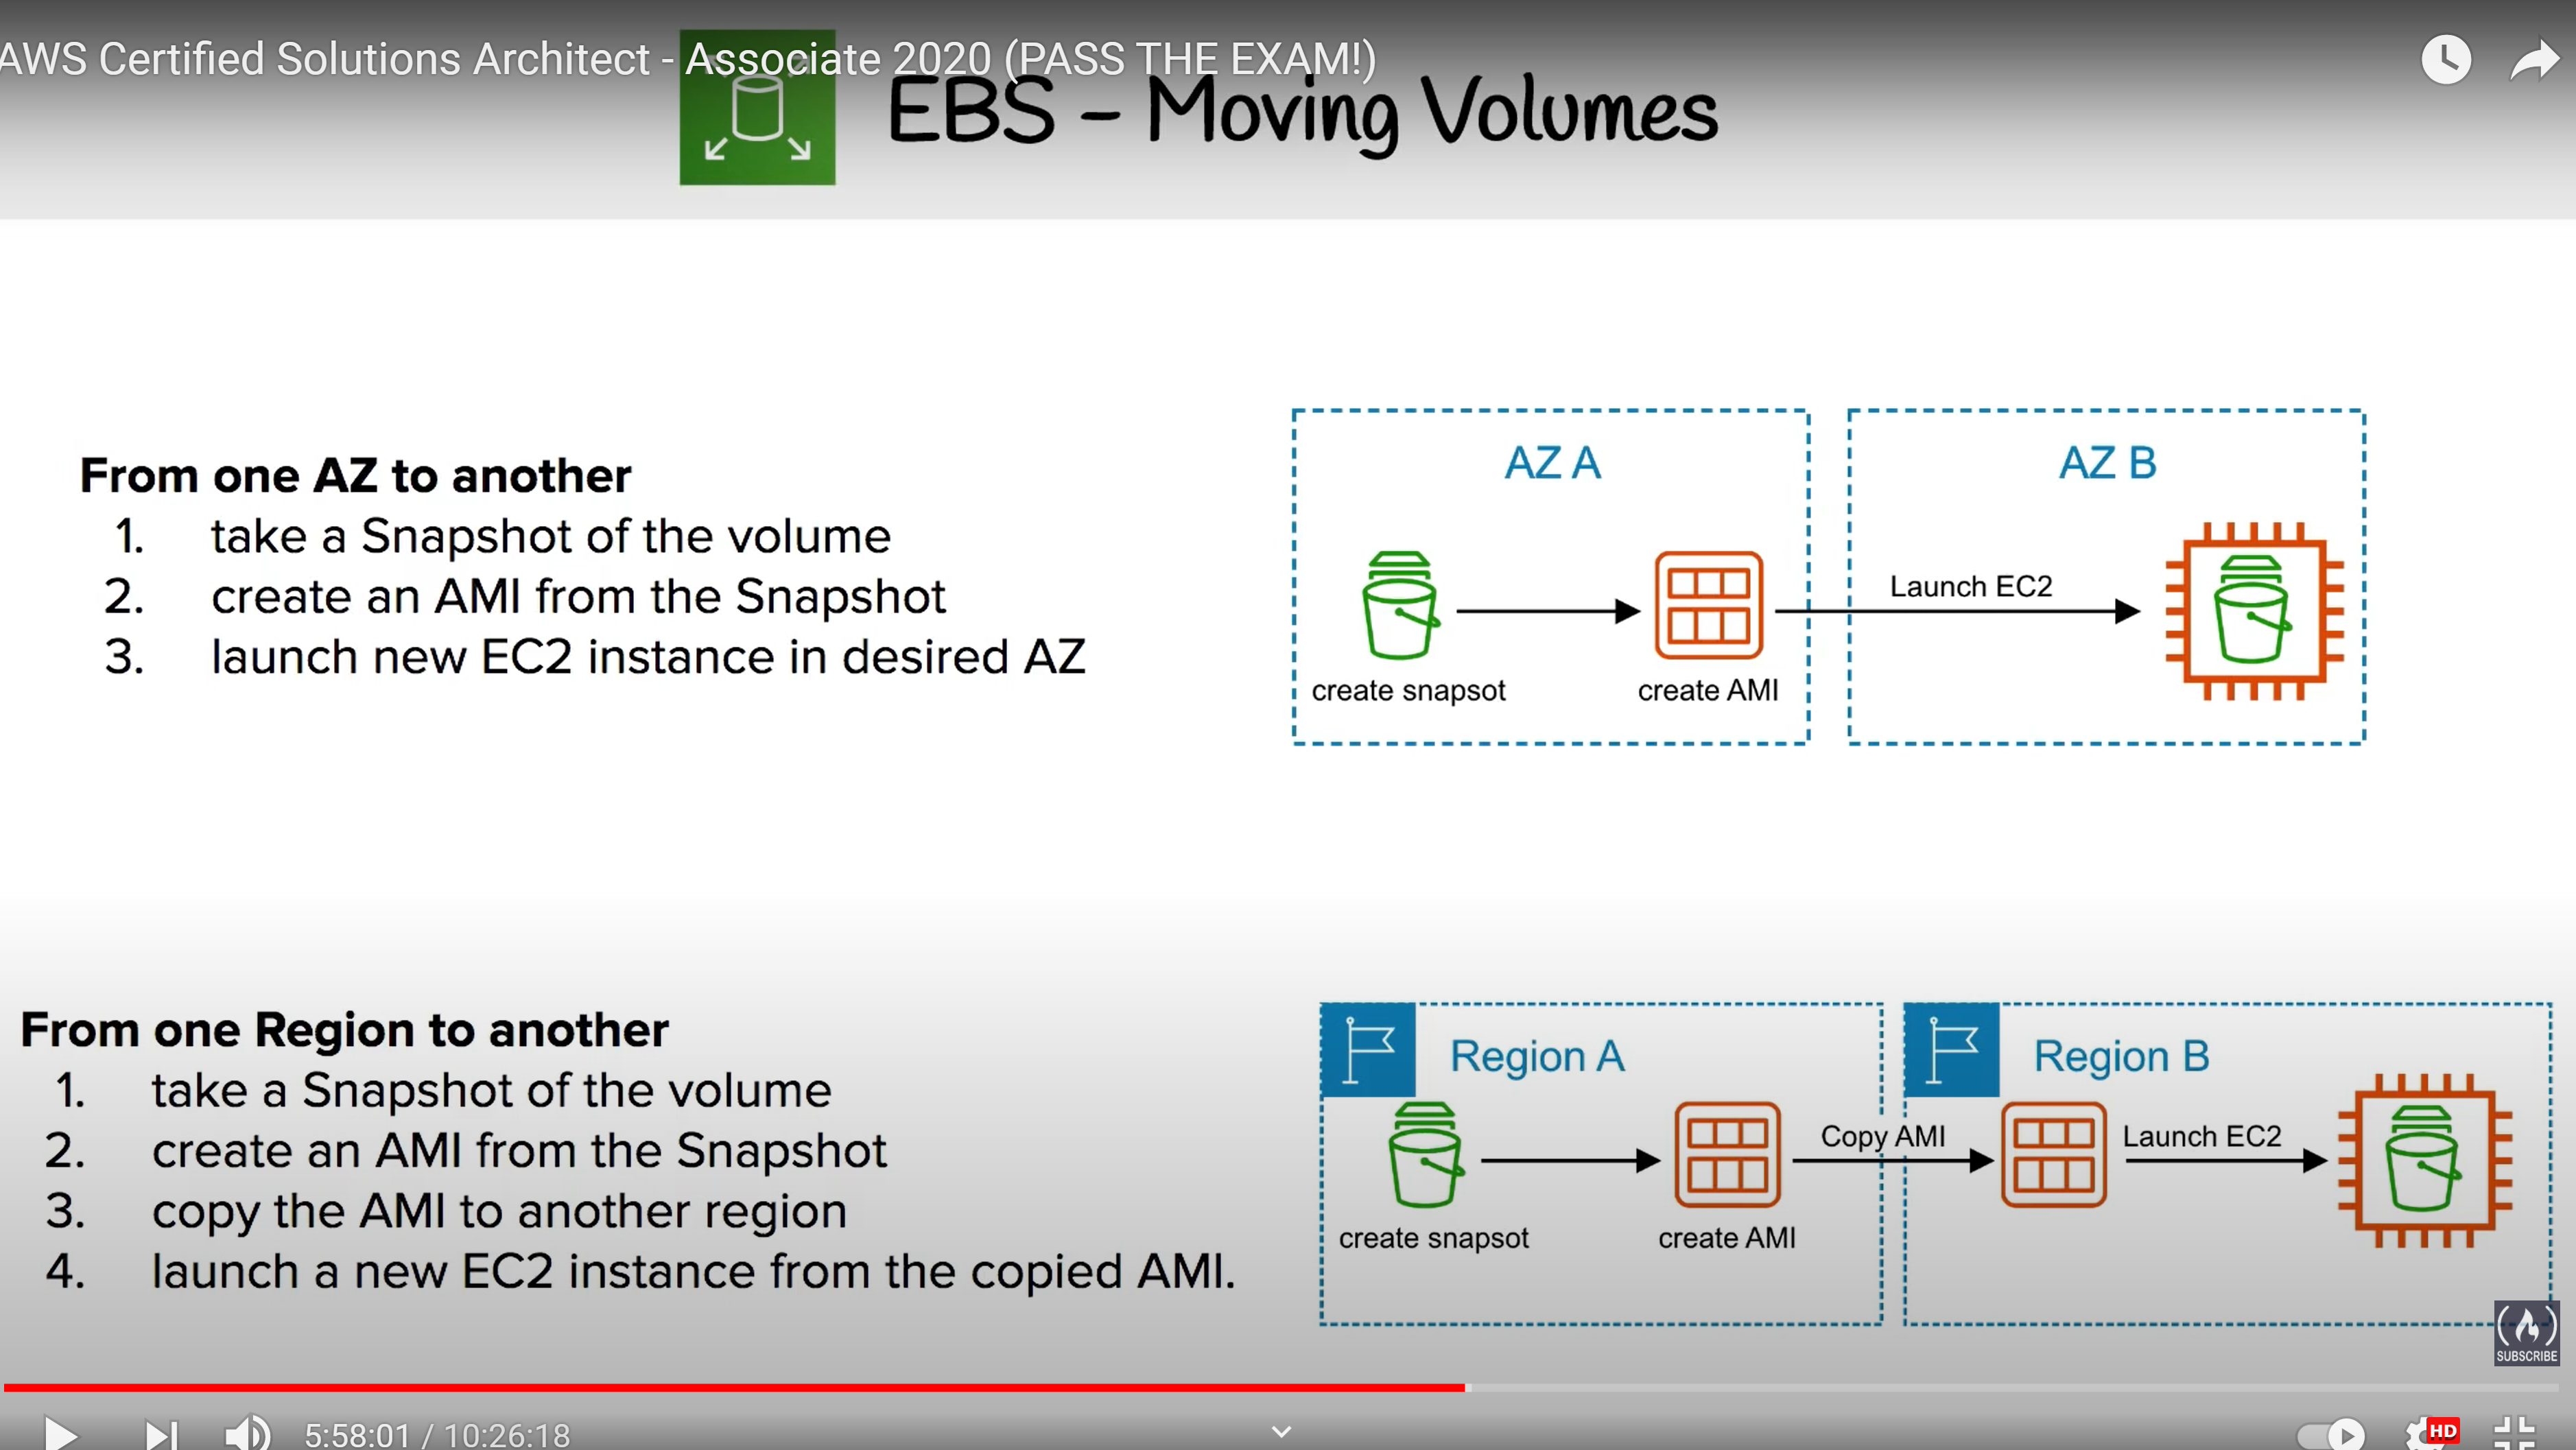 AWS Certified Solutions Architect - Associate 2020 (PASS THE EXAM!)
EBS - Moving Volumes
From one AZ to another
1. take a Snapshot of the volume
2. create an AMI from the Snapshot
3. launch new EC2 instance in desired AZ
AZ A
AZ B
Launch EC2
create snapsot
create AMI
From one Region to another
1. take a Snapshot of the volume
2. create an AMI from the Snapshot
3. copy the AMI to another region
4. launch a new EC2 instance from the copied AMI.
Region A
Region B
Copy AMI
Launch EC2
create snapsot
create AMI
SUBSCRIBE
5:58:01 / 10:26:18
HD